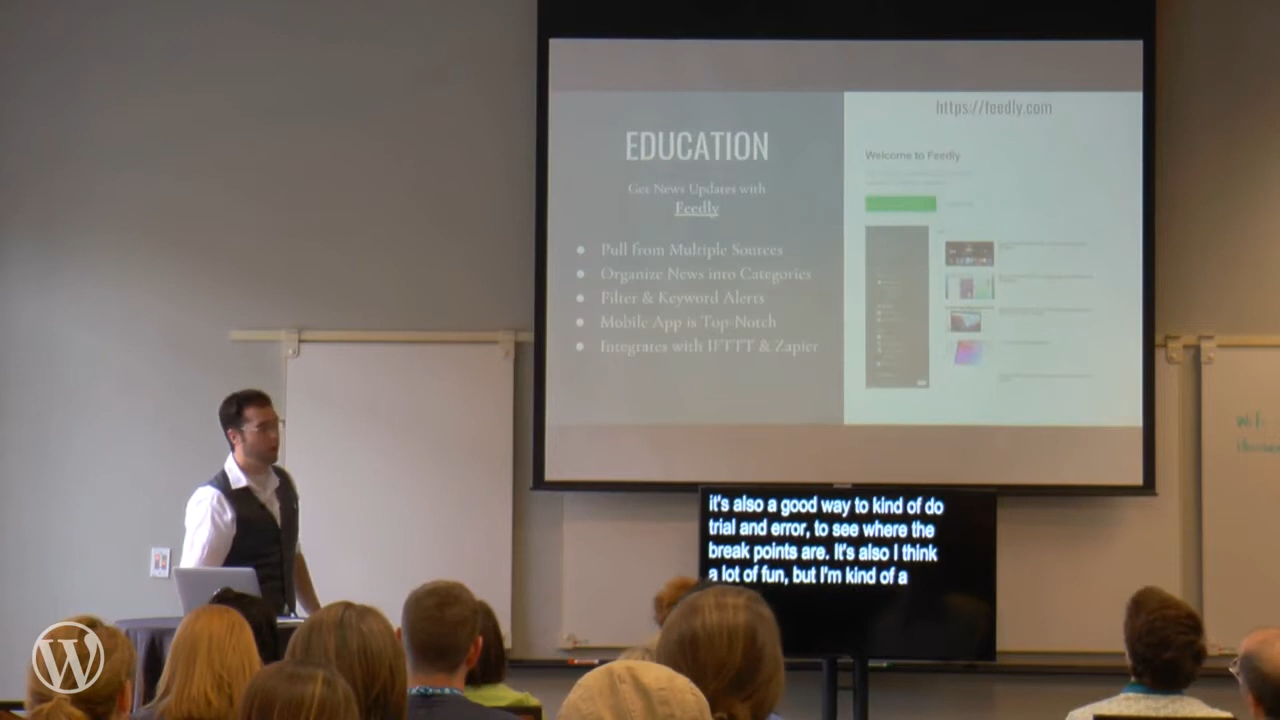 https://feedly.com
EDUCATION
Welcome to Feedly
Get News Updates with
Feedly
● Pull from Multiple Sources
● Organize News into Categories
● Filter & Keyword Alerts
● Mobile App is Top-Notch
● Integrates with IFTTT & Zapier
it's also a good way to kind of do
trial and error, to see where the
break points are. It's also I think
a lot of fun, but I'm kind of a